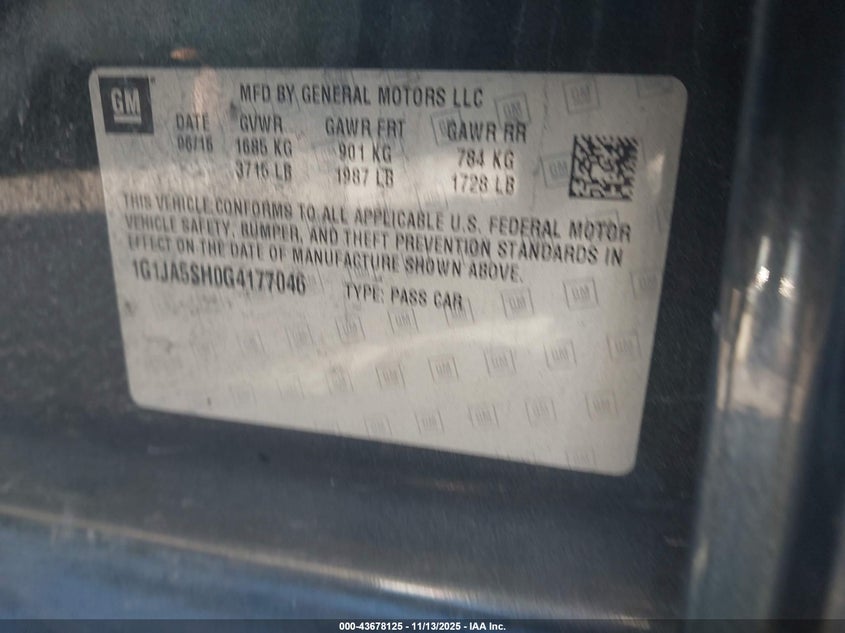 GM
MFD BY GENERAL MOTORS LLC
DATE GVWR GAWR FRT GAWR RR
06/16 1685 KG 901 KG 784 KG
3715 LB 1987 LB 1728 LB
THIS VEHICLE CONFORMS TO ALL APPLICABLE U.S. FEDERAL MOTOR
VEHICLE SAFETY, BUMPER, AND THEFT PREVENTION STANDARDS IN
EFFECT ON THE DATE OF MANUFACTURE SHOWN ABOVE.
1G1JA5SH0G4177046 TYPE: PASS CAR
000-43678125 - 11/13/2025 - IAA Inc.